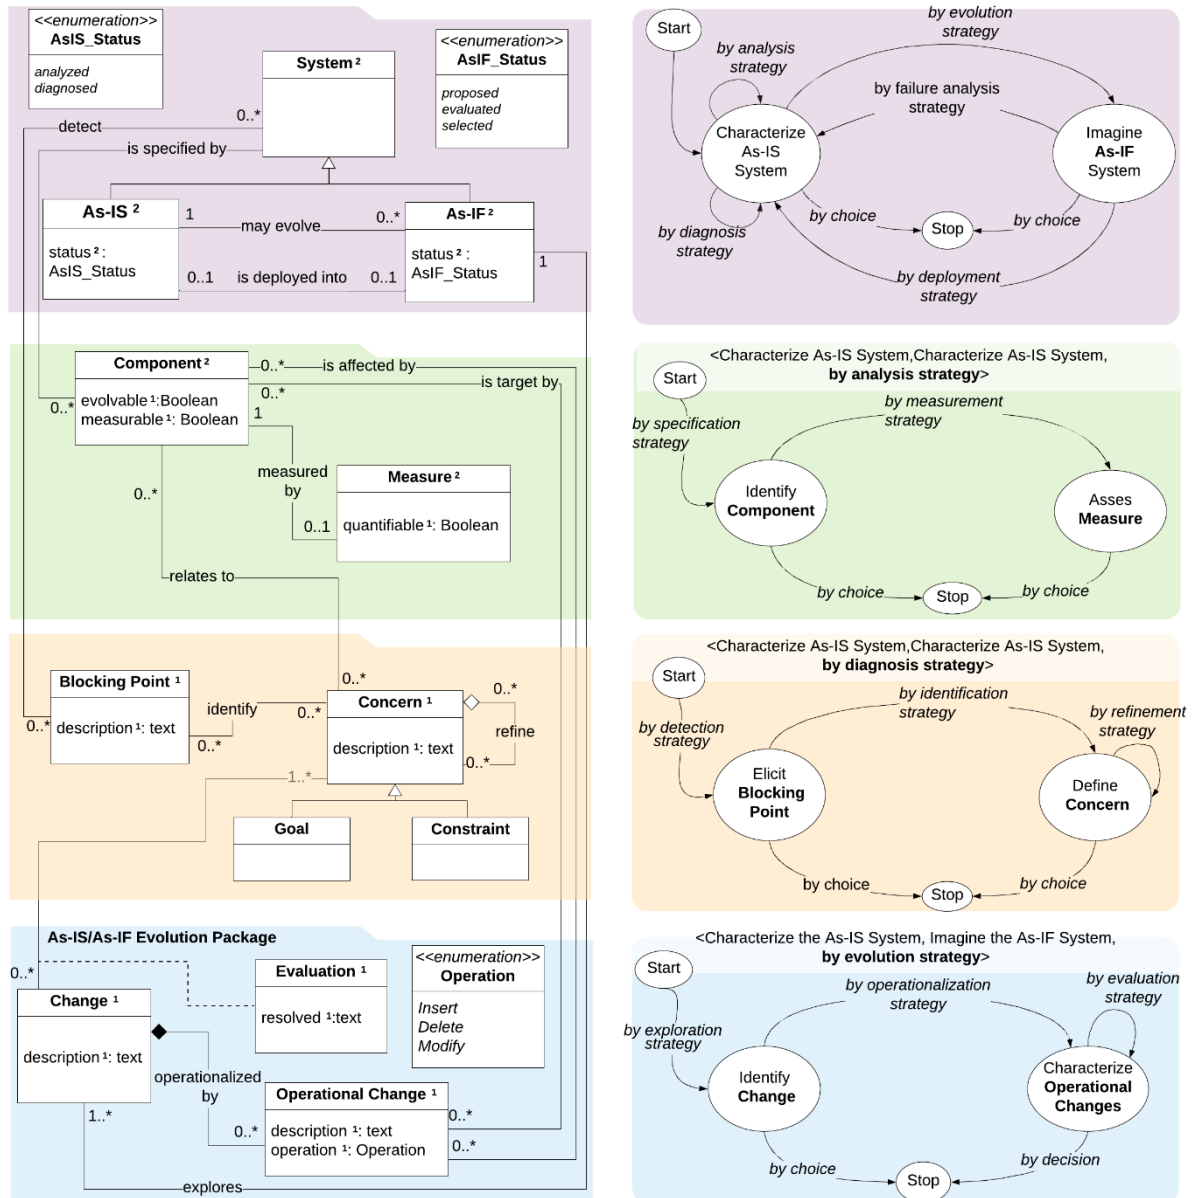 <<enumeration>>
AsIS_Status
analyzed
diagnosed
System ²
<<enumeration>>
AsIF_Status
proposed
evaluated
selected
0..*
detect
is specified by
As-IS ²
status ² :
AsIS_Status
1
may evolve
0..*
0..1
is deployed into
0..1
As-IF ²
status ² :
AsIF_Status
1
Component ²
evolvable ¹:Boolean
measurable ¹: Boolean
0..*
0..*
is affected by
is target by
0..*
1
measured
by
0..1
Measure ²
quantifiable ¹: Boolean
0..*
relates to
0..*
Blocking Point ¹
description ¹: text
0..*
identify
0..*
0..*
Concern ¹
description ¹: text
0..*
refine
0..*
1..*
Goal
Constraint
As-IS/As-IF Evolution Package
0..*
Change ¹
description ¹: text
Evaluation ¹
resolved ¹:text
<<enumeration>>
Operation
Insert
Delete
Modify
operationalized
by
1..*
0..*
Operational Change ¹
description ¹: text
operation ¹: Operation
0..*
0..*
explores
Start
by evolution
strategy
by analysis
strategy
by failure analysis
strategy
Characterize
As-IS
System
Imagine
As-IF
System
by diagnosis
strategy
by choice
Stop
by choice
by deployment
strategy
<Characterize As-IS System,Characterize As-IS System,
by analysis strategy>
Start
by specification
strategy
by measurement
strategy
Identify
Component
Asses
Measure
by choice
Stop
by choice
<Characterize As-IS System,Characterize As-IS System,
by diagnosis strategy>
Start
by detection
strategy
by identification
strategy
by refinement
strategy
Elicit
Blocking
Point
Define
Concern
by choice
Stop
by choice
<Characterize the As-IS System, Imagine the As-IF System,
by evolution strategy>
Start
by exploration
strategy
by operationalization
strategy
by evaluation
strategy
Identify
Change
Characterize
Operational
Changes
by choice
Stop
by decision